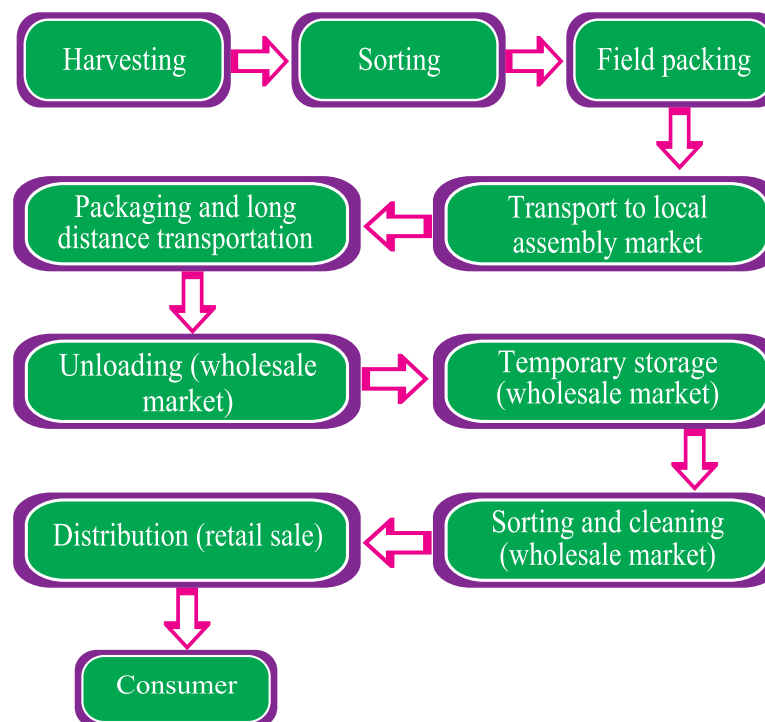 Harvesting
Sorting
Field packing
Transport to local
assembly market
Packaging and long
distance transportation
Unloading (wholesale
market)
Temporary storage
(wholesale market)
Sorting and cleaning
(wholesale market)
Distribution (retail sale)
Consumer